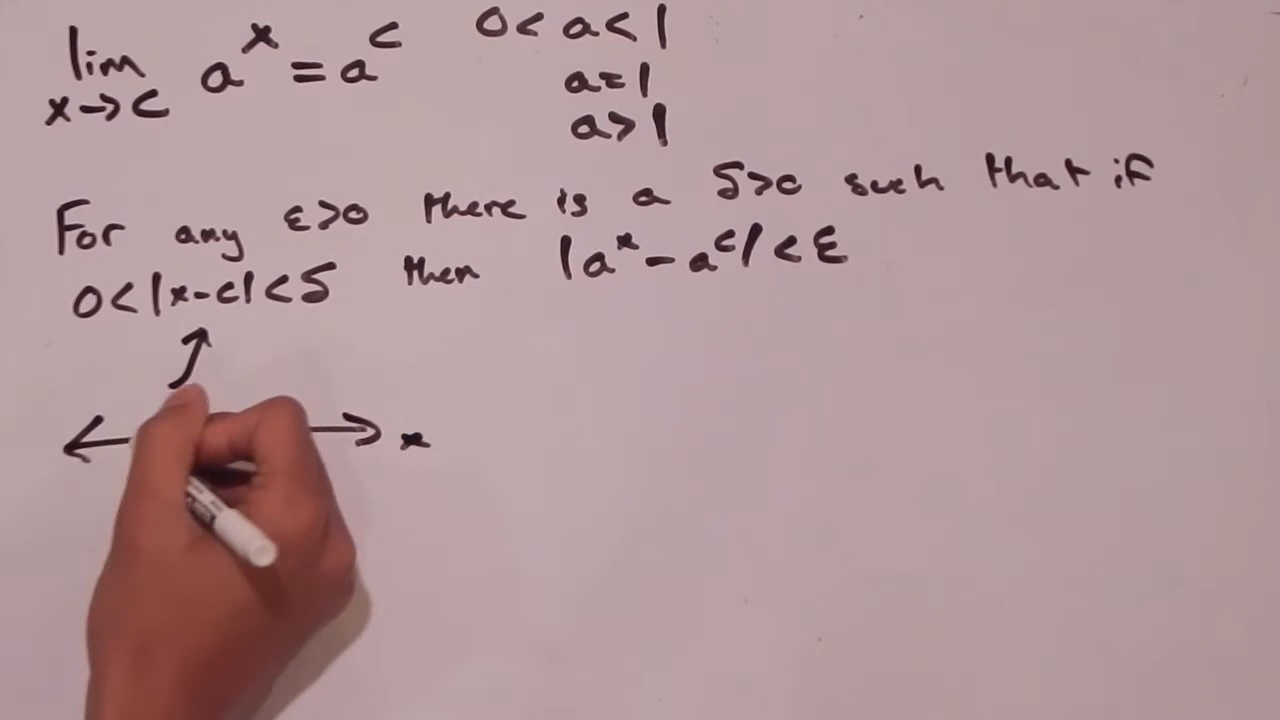 lim a^x = a^c 0 < a < 1
x→c a = 1
a > 1
For any ε>0 there is a δ>0 such that if
0<|x-c|<δ then |a^x - a^c| < ε
x